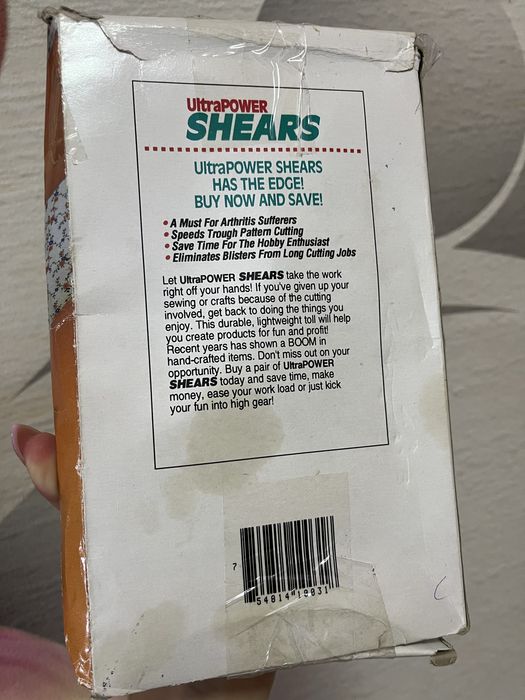 UltraPOWER
SHEARS
UltraPOWER SHEARS
HAS THE EDGE!
BUY NOW AND SAVE!
• A Must For Arthritis Sufferers
• Speeds Trough Pattern Cutting
• Save Time For The Hobby Enthusiast
• Eliminates Blisters From Long Cutting Jobs
Let UltraPOWER SHEARS take the work
right off your hands! If you've given up your
sewing or crafts because of the cutting
involved, get back to doing the things you
enjoy. This durable, lightweight toll will help
you create products for fun and profit!
Recent years has shown a BOOM in
hand-crafted items. Don't miss out on your
opportunity. Buy a pair of UltraPOWER
SHEARS today and save time, make
money, ease your work load or just kick
your fun into high gear!
7